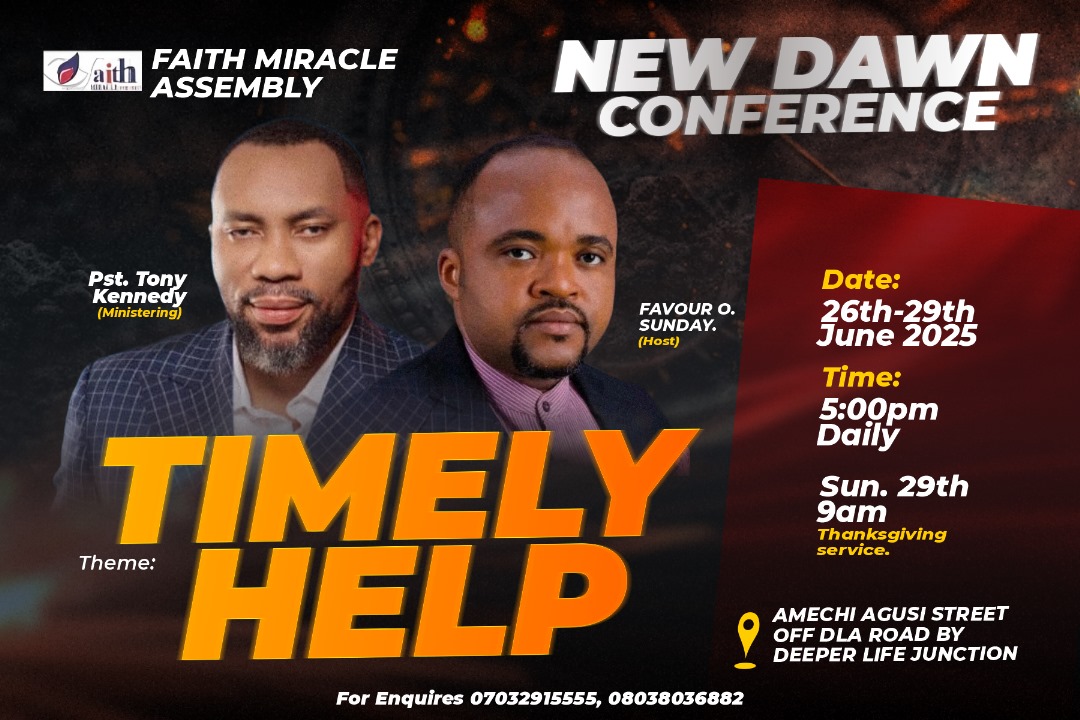 Faith
FAITH MIRACLE
ASSEMBLY
NEW DAWN
CONFERENCE
Pst. Tony
Kennedy
(Ministering)
FAVOUR O.
SUNDAY.
(Host)
Date:
26th-29th
June 2025
Time:
5:00pm
Daily
Sun. 29th
9am
Thanksgiving
service.
Theme:
TIMELY
HELP
AMECHI AGUSI STREET
OFF DLA ROAD BY
DEEPER LIFE JUNCTION
For Enquires 07032915555, 08038036882